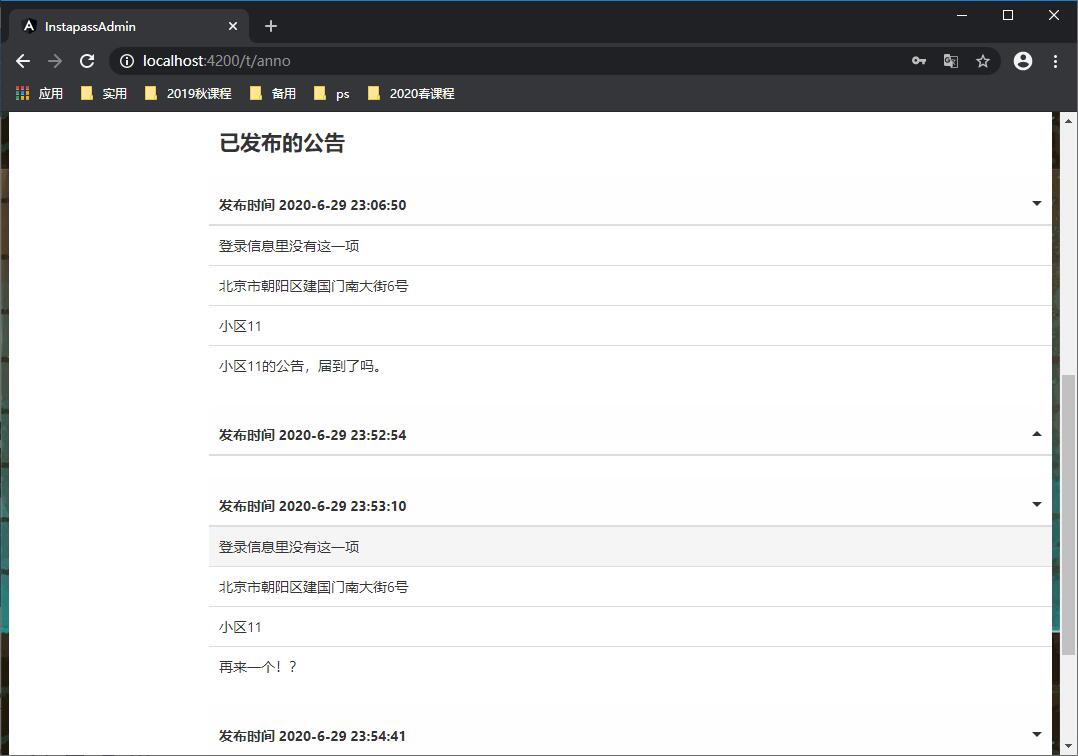 InstapassAdmin
localhost:4200/t/anno
应用 实用 2019秋课程 备用 ps 2020春课程
已发布的公告
发布时间 2020-6-29 23:06:50
登录信息里没有这一项
北京市朝阳区建国门南大街6号
小区11
小区11的公告，届到了吗。
发布时间 2020-6-29 23:52:54
发布时间 2020-6-29 23:53:10
登录信息里没有这一项
北京市朝阳区建国门南大街6号
小区11
再来一个！？
发布时间 2020-6-29 23:54:41